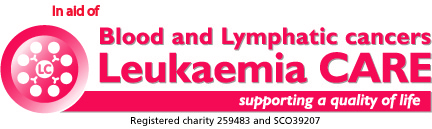 In aid of
Blood and Lymphatic cancers
LC
Leukaemia CARE
supporting a quality of life
Registered charity 259483 and SCO39207